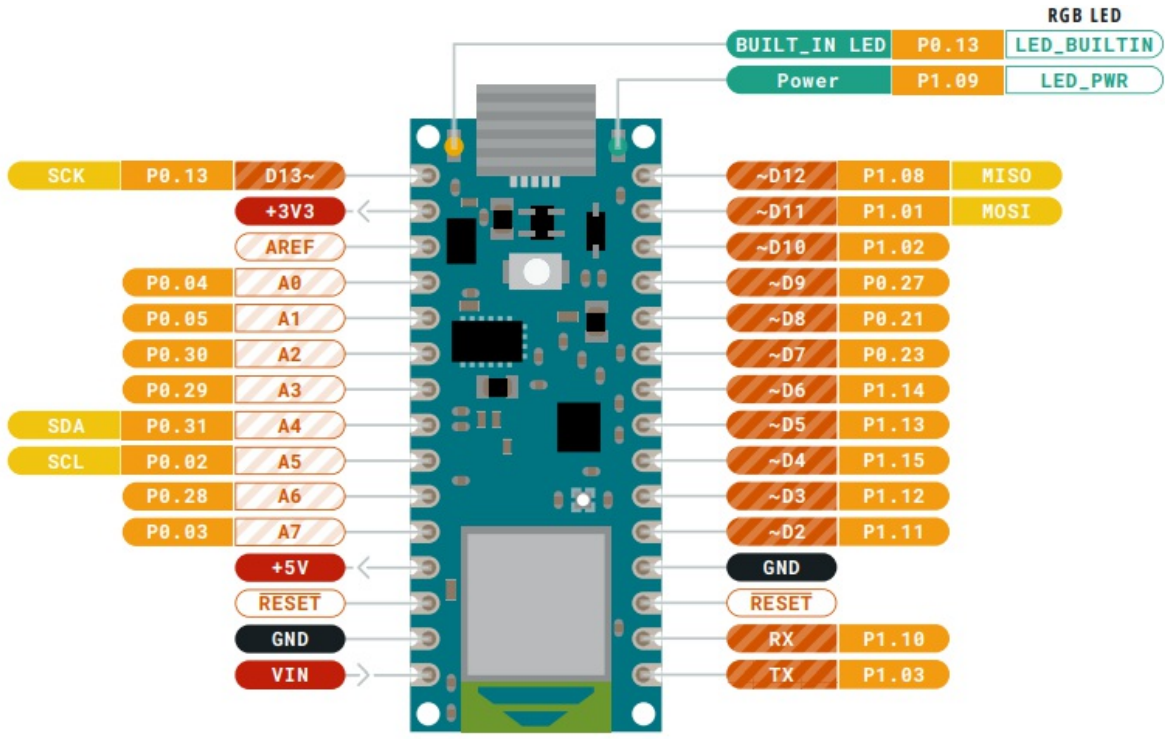 RGB LED
BUILT_IN LED P0.13 LED_BUILTIN
Power P1.09 LED_PWR
SCK P0.13 D13~
+3V3
AREF
P0.04 A0
P0.05 A1
P0.30 A2
P0.29 A3
SDA P0.31 A4
SCL P0.02 A5
P0.28 A6
P0.03 A7
+5V
RESET
GND
VIN
~D12 P1.08 MISO
~D11 P1.01 MOSI
~D10 P1.02
~D9 P0.27
~D8 P0.21
~D7 P0.23
~D6 P1.14
~D5 P1.13
~D4 P1.15
~D3 P1.12
~D2 P1.11
GND
RESET
RX P1.10
TX P1.03